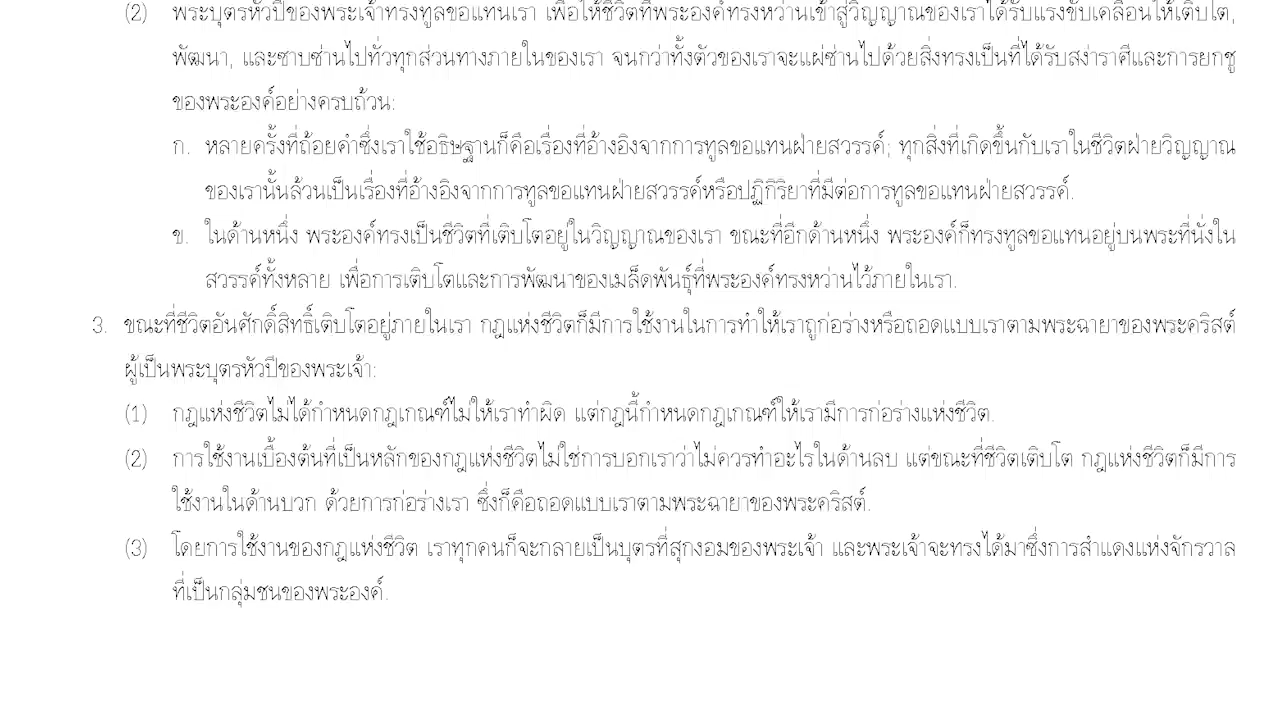 (2) พระบุตรหัวปีของพระเจ้าทรงทูลขอแทนเรา เพื่อให้ชีวิตที่พระองค์ทรงหว่านเข้าสู่วิญญาณของเราได้รับแรงขับเคลื่อนให้เติบโต,
พัฒนา, และซาบซ่านไปทั่วทุกส่วนทางภายในของเรา จนกว่าทั้งตัวของเราจะแผ่ซ่านไปด้วยสิ่งทรงเป็นที่ได้รับสง่าราศีและการยกชู
ของพระองค์อย่างครบถ้วน:
ก. หลายครั้งที่ถ้อยคำซึ่งเราใช้อธิษฐานก็คือเรื่องที่อ้างอิงจากการทูลขอแทนฝ่ายสวรรค์; ทุกสิ่งที่เกิดขึ้นกับเราในชีวิตฝ่ายวิญญาณ
ของเรานั้นล้วนเป็นเรื่องที่อ้างอิงจากการทูลขอแทนฝ่ายสวรรค์หรือปฏิกิริยาที่มีต่อการทูลขอแทนฝ่ายสวรรค์.
ข. ในด้านหนึ่ง พระองค์ทรงเป็นชีวิตที่เติบโตอยู่ในวิญญาณของเรา ขณะที่อีกด้านหนึ่ง พระองค์ก็ทรงทูลขอแทนอยู่บนพระที่นั่งใน
สวรรค์ทั้งหลาย เพื่อการเติบโตและการพัฒนาของเมล็ดพันธุ์ที่พระองค์ทรงหว่านไว้ภายในเรา.
3. ขณะที่ชีวิตอันศักดิ์สิทธิ์เติบโตอยู่ภายในเรา กฎแห่งชีวิตก็มีการใช้งานในการทำให้เราถูก่อร่างหรือถอดแบบเราตามพระฉายาของพระคริสต์
ผู้เป็นพระบุตรหัวปีของพระเจ้า:
(1) กฎแห่งชีวิตไม่ได้กำหนดกฎเกณฑ์ไม่ให้เราทำผิด แต่กฎนี้กำหนดกฎเกณฑ์ให้เรามีการก่อร่างแห่งชีวิต.
(2) การใช้งานเบื้องต้นที่เป็นหลักของกฎแห่งชีวิตไม่ใช่การบอกเราว่าไม่ควรทำอะไรในด้านลบ แต่ขณะที่ชีวิตเติบโต กฎแห่งชีวิตก็มีการ
ใช้งานในด้านบวก ด้วยการก่อร่างเรา ซึ่งก็คือถอดแบบเราตามพระฉายาของพระคริสต์.
(3) โดยการใช้งานของกฎแห่งชีวิต เราทุกคนก็จะกลายเป็นบุตรที่สุกงอมของพระเจ้า และพระเจ้าจะทรงได้มาซึ่งการสำแดงแห่งจักรวาล
ที่เป็นกลุ่มชนของพระองค์.